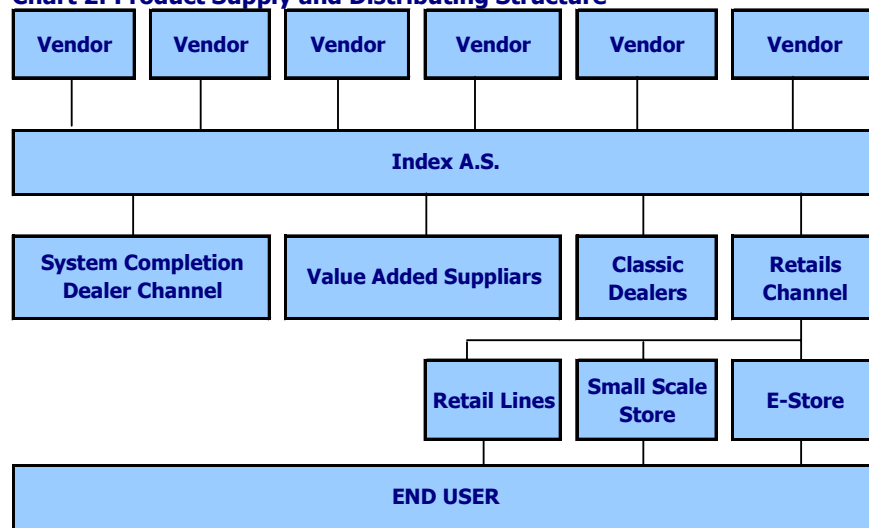 Chart 2: Product Supply and Distributing Structure
Vendor Vendor Vendor Vendor Vendor Vendor
Index A.S.
System Completion
Dealer Channel
Value Added Suppliars
Classic
Dealers
Retails
Channel
Retail Lines
Small Scale
Store
E-Store
END USER